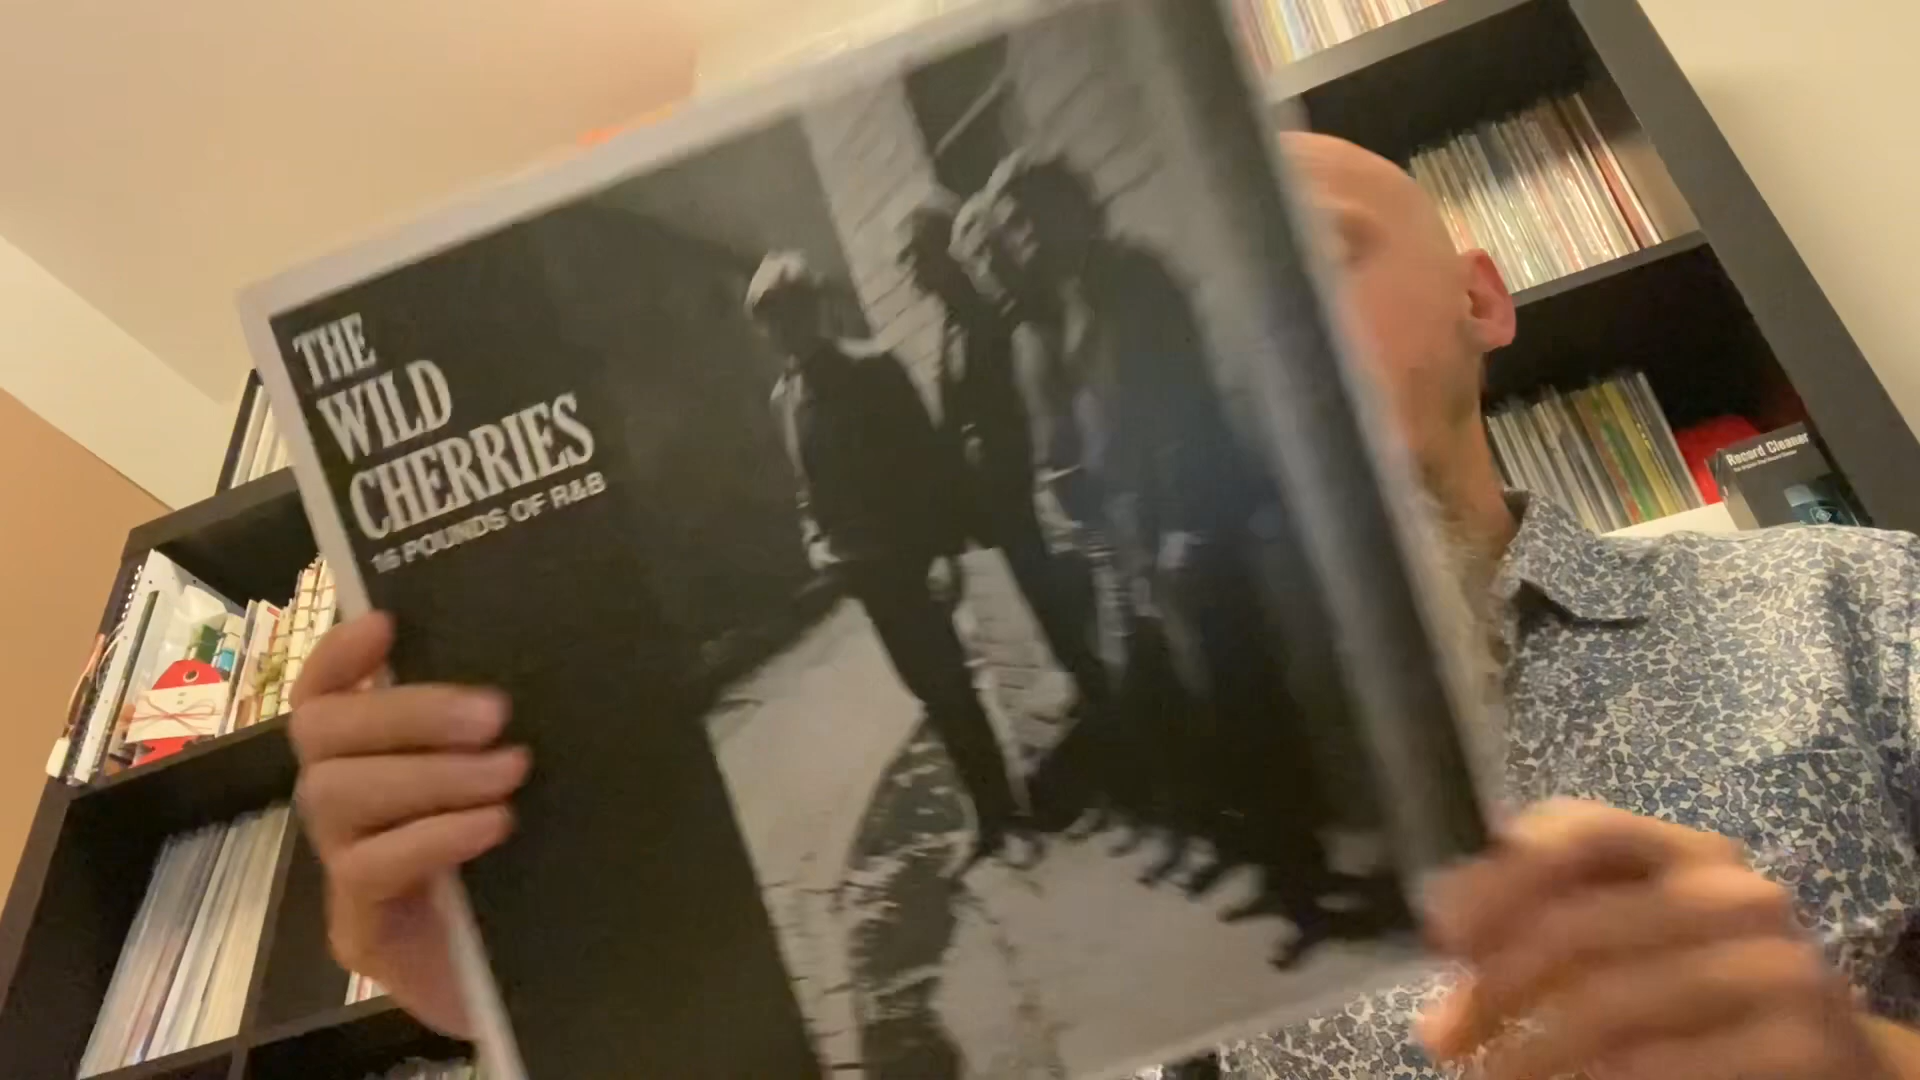 THE
WILD
CHERRIES
16 POUNDS OF R&B
Record Cleaner